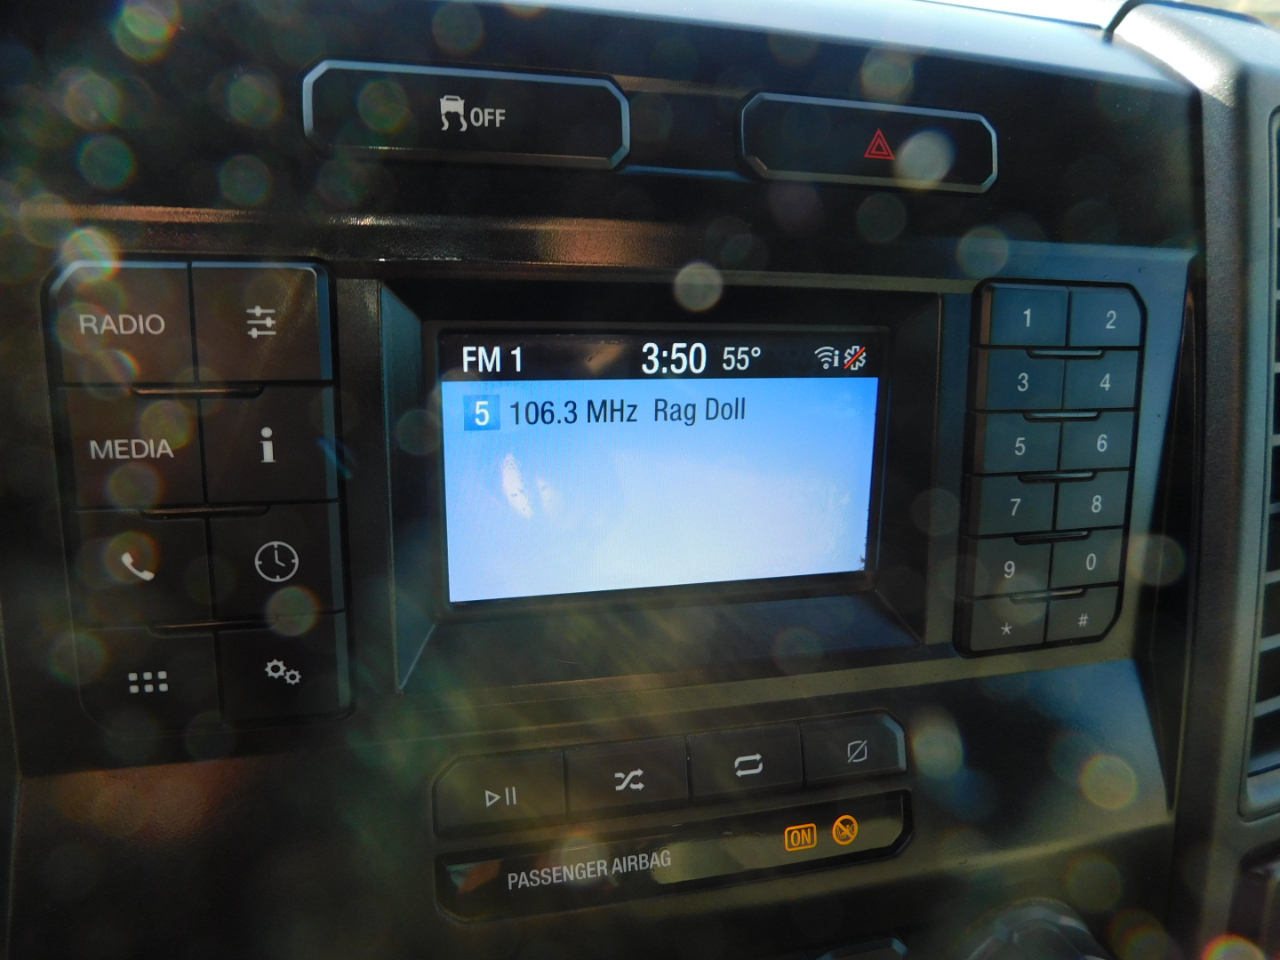 OFF
RADIO
MEDIA
i
FM 1 3:50 55° i
5 106.3 MHz Rag Doll
1 2
3 4
5 6
7 8
9 0
* #
PASSENGER AIRBAG ON